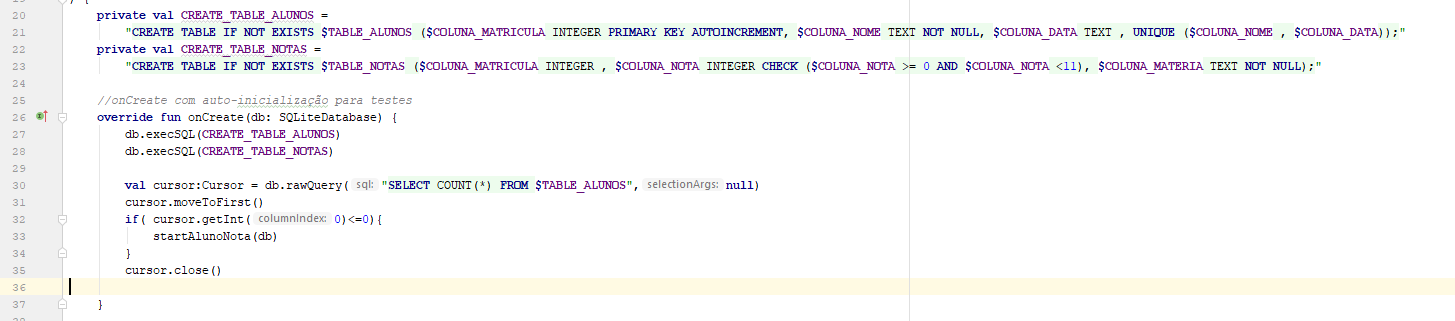 20 private val CREATE_TABLE_ALUNOS =
21 "CREATE TABLE IF NOT EXISTS $TABLE_ALUNOS ($COLUNA_MATRICULA INTEGER PRIMARY KEY AUTOINCREMENT, $COLUNA_NOME TEXT NOT NULL, $COLUNA_DATA TEXT , UNIQUE ($COLUNA_NOME , $COLUNA_DATA));"
22 private val CREATE_TABLE_NOTAS =
23 "CREATE TABLE IF NOT EXISTS $TABLE_NOTAS ($COLUNA_MATRICULA INTEGER , $COLUNA_NOTA INTEGER CHECK ($COLUNA_NOTA >= 0 AND $COLUNA_NOTA <11), $COLUNA_MATERIA TEXT NOT NULL);"
24
25 //onCreate com auto-inicialização para testes
26 override fun onCreate(db: SQLiteDatabase) {
27 db.execSQL(CREATE_TABLE_ALUNOS)
28 db.execSQL(CREATE_TABLE_NOTAS)
29
30 val cursor:Cursor = db.rawQuery( sql: "SELECT COUNT(*) FROM $TABLE_ALUNOS", selectionArgs: null)
31 cursor.moveToFirst()
32 if( cursor.getInt( columnIndex: 0)<=0){
33 startAlunoNota(db)
34 }
35 cursor.close()
36
37 }